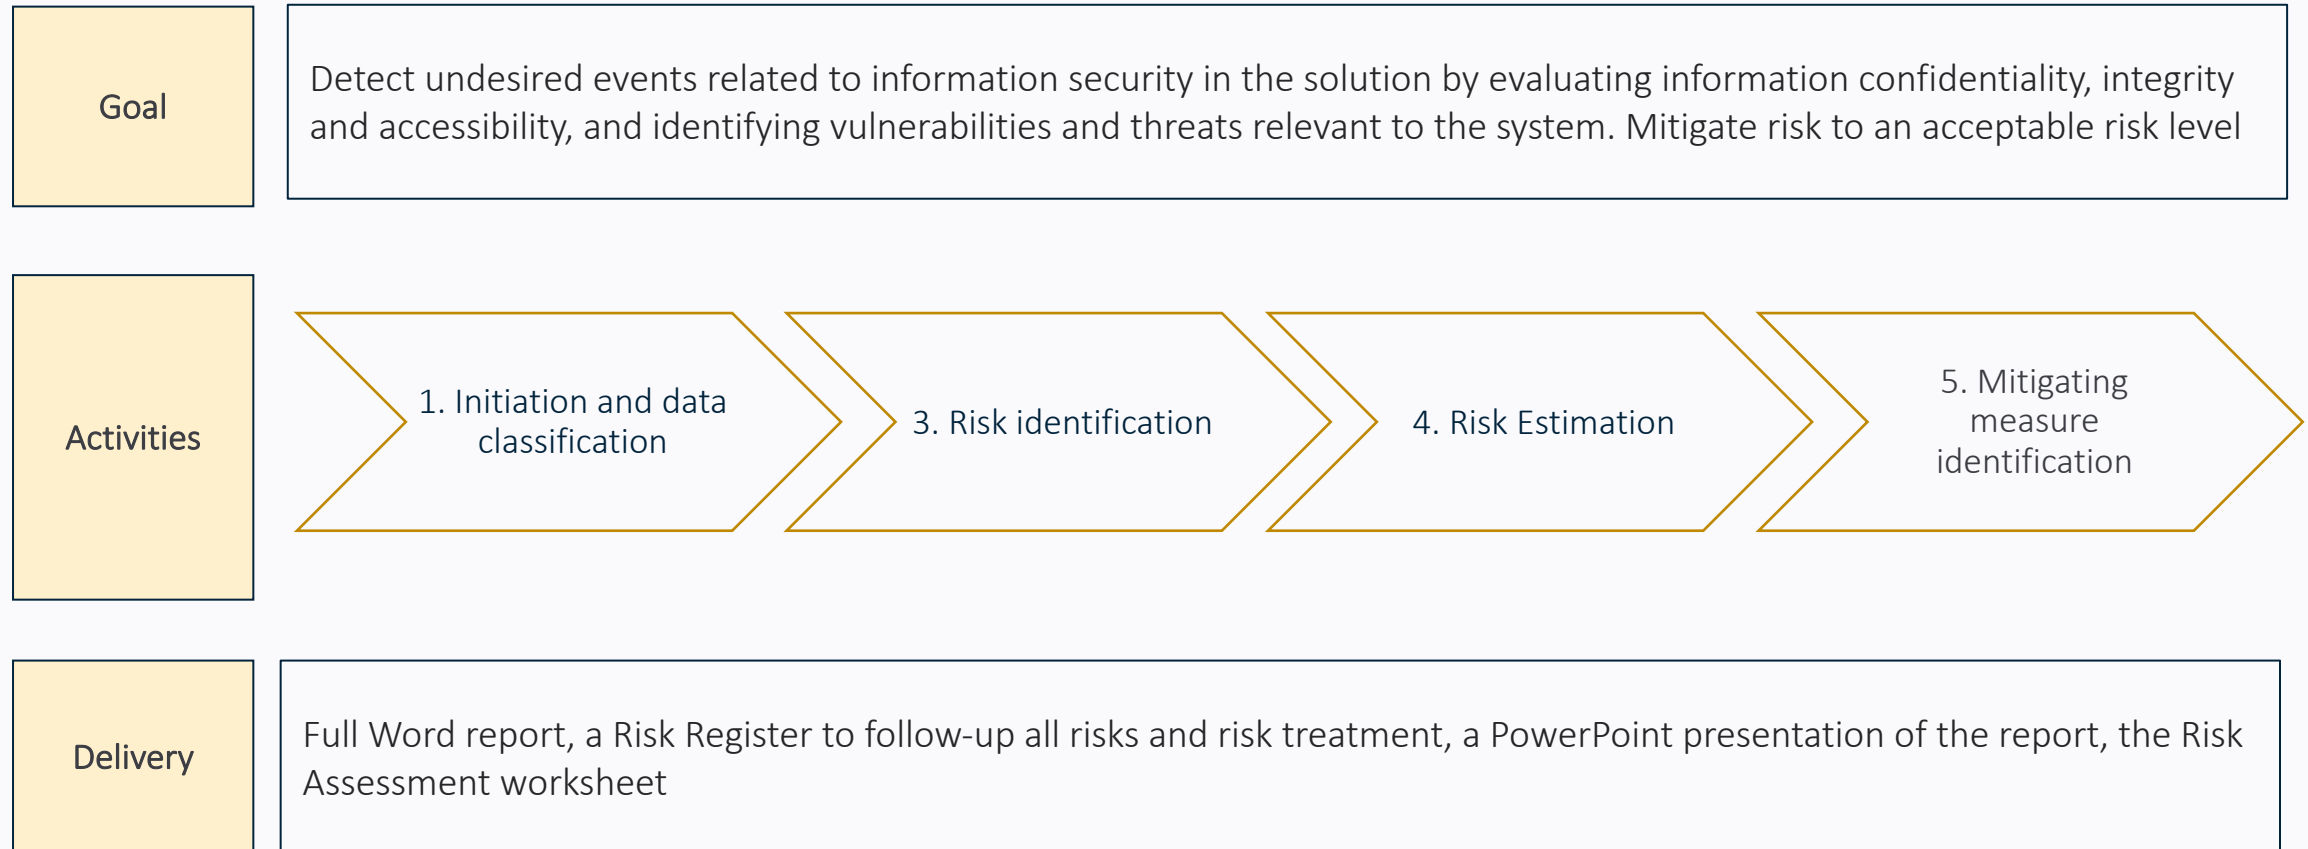 Goal
Detect undesired events related to information security in the solution by evaluating information confidentiality, integrity
and accessibility, and identifying vulnerabilities and threats relevant to the system. Mitigate risk to an acceptable risk level
Activities
1. Initiation and data
classification
3. Risk identification
4. Risk Estimation
5. Mitigating
measure
identification
Delivery
Full Word report, a Risk Register to follow-up all risks and risk treatment, a PowerPoint presentation of the report, the Risk
Assessment worksheet